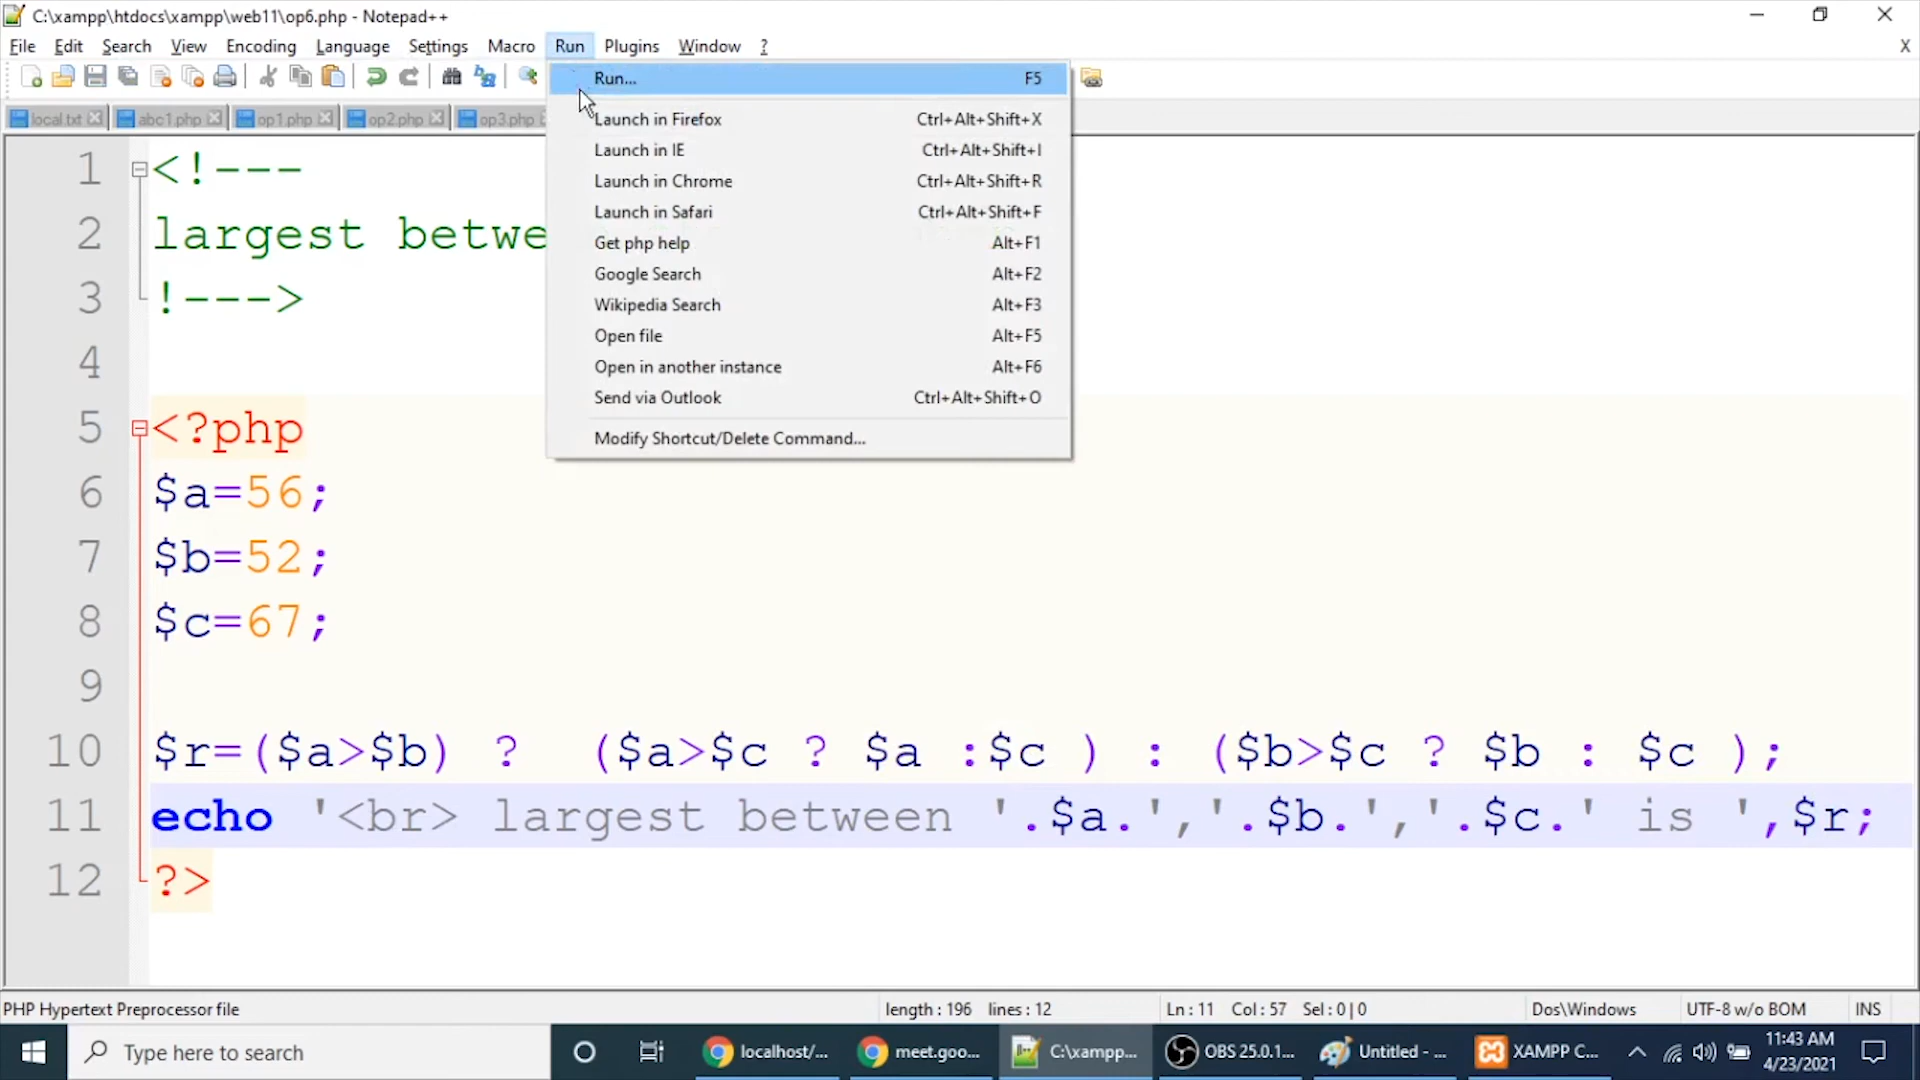 C:\xampp\htdocs\xampp\web11\op6.php - Notepad++
File Edit Search View Encoding Language Settings Macro Run Plugins Window ? X
local.txt abc1.php op1.php op2.php op3.php
Run... F5
Launch in Firefox Ctrl+Alt+Shift+X
Launch in IE Ctrl+Alt+Shift+I
Launch in Chrome Ctrl+Alt+Shift+R
Launch in Safari Ctrl+Alt+Shift+F
Get php help Alt+F1
Google Search Alt+F2
Wikipedia Search Alt+F3
Open file Alt+F5
Open in another instance Alt+F6
Send via Outlook Ctrl+Alt+Shift+O
Modify Shortcut/Delete Command...
1 <!---
2 largest betwe
3 !--->
4
5 <?php
6 $a=56;
7 $b=52;
8 $c=67;
9
10 $r=($a>$b) ?  ($a>$c ? $a :$c ) : ($b>$c ? $b : $c );
11 echo '<br> largest between '.$a.','.$b.','.$c.' is ',$r;
12 ?>
PHP Hypertext Preprocessor file length : 196 lines : 12 Ln : 11 Col : 57 Sel : 0 | 0 Dos\Windows UTF-8 w/o BOM INS
Type here to search localhost/... meet.goo... C:\xampp... OBS 25.0.1... Untitled - ... XAMPP C... 11:43 AM
4/23/2021